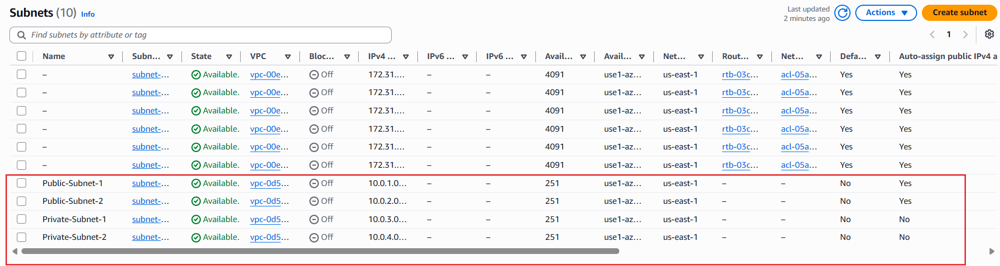 Subnets (10) Info
Last updated
2 minutes ago
Actions
Create subnet
Find subnets by attribute or tag
1
Name Subn... State VPC Bloc... IPv4 ... IPv6 ... IPv6 ... Avail... Avail... Net... Rout... Net... Defa... Auto-assign public IPv4 a
– subnet-... Available. vpc-00e... Off 172.31.... – – 4091 use1-az... us-east-1 rtb-03c... acl-05a... Yes Yes
– subnet-... Available. vpc-00e... Off 172.31.... – – 4091 use1-az... us-east-1 rtb-03c... acl-05a... Yes Yes
– subnet-... Available. vpc-00e... Off 172.31.... – – 4091 use1-az... us-east-1 rtb-03c... acl-05a... Yes Yes
– subnet-... Available. vpc-00e... Off 172.31.... – – 4091 use1-az... us-east-1 rtb-03c... acl-05a... Yes Yes
– subnet-... Available. vpc-00e... Off 172.31.... – – 4091 use1-az... us-east-1 rtb-03c... acl-05a... Yes Yes
– subnet-... Available. vpc-00e... Off 172.31.... – – 4091 use1-az... us-east-1 rtb-03c... acl-05a... Yes Yes
Public-Subnet-1 subnet-... Available. vpc-0d5... Off 10.0.1.0... – – 251 use1-az... us-east-1 – – No Yes
Public-Subnet-2 subnet-... Available. vpc-0d5... Off 10.0.2.0... – – 251 use1-az... us-east-1 – – No Yes
Private-Subnet-1 subnet-... Available. vpc-0d5... Off 10.0.3.0... – – 251 use1-az... us-east-1 – – No No
Private-Subnet-2 subnet-... Available. vpc-0d5... Off 10.0.4.0... – – 251 use1-az... us-east-1 – – No No